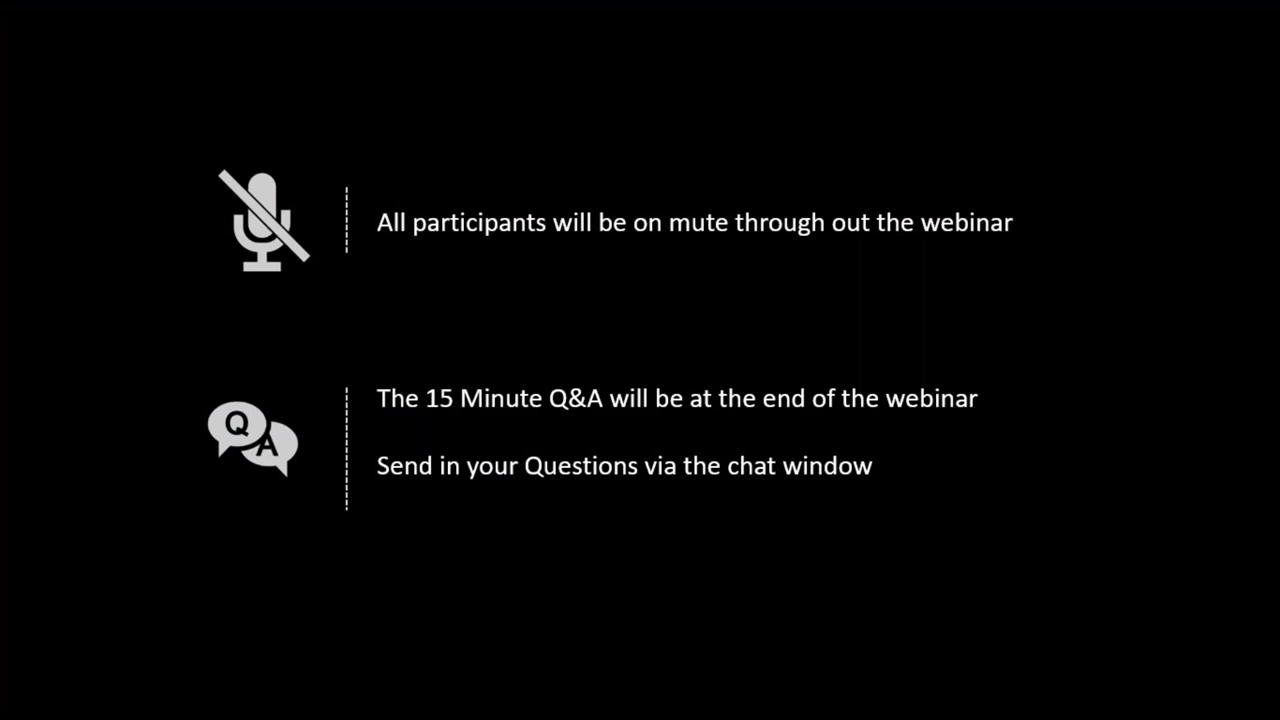 All participants will be on mute through out the webinar
Q
A
The 15 Minute Q&A will be at the end of the webinar
Send in your Questions via the chat window